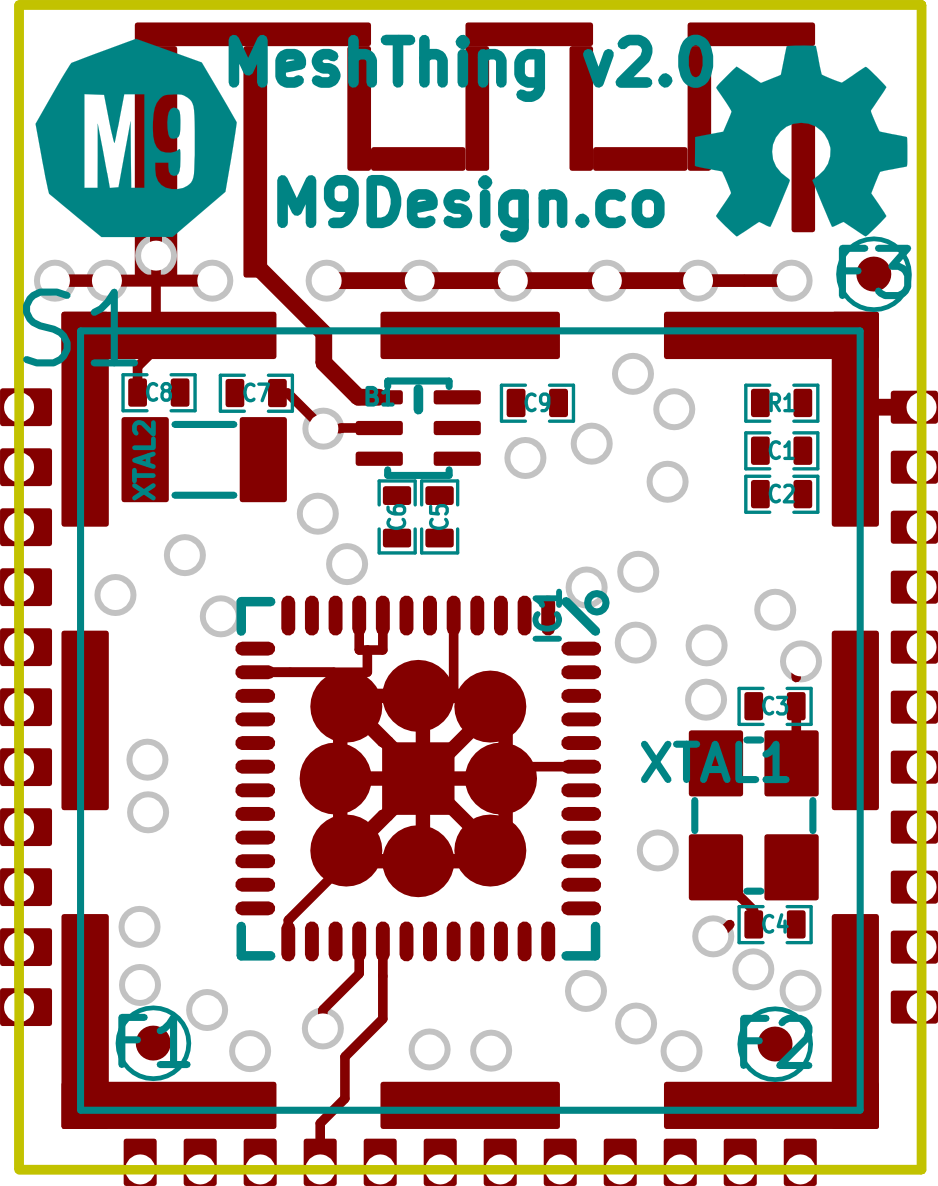 MeshThing v2.0
M9
M9Design.co
F3
S1
C8
C7
B1
C9
R1
XTAL2
C1
C2
C6
C5
IC1
C3
XTAL1
C4
F1
F2